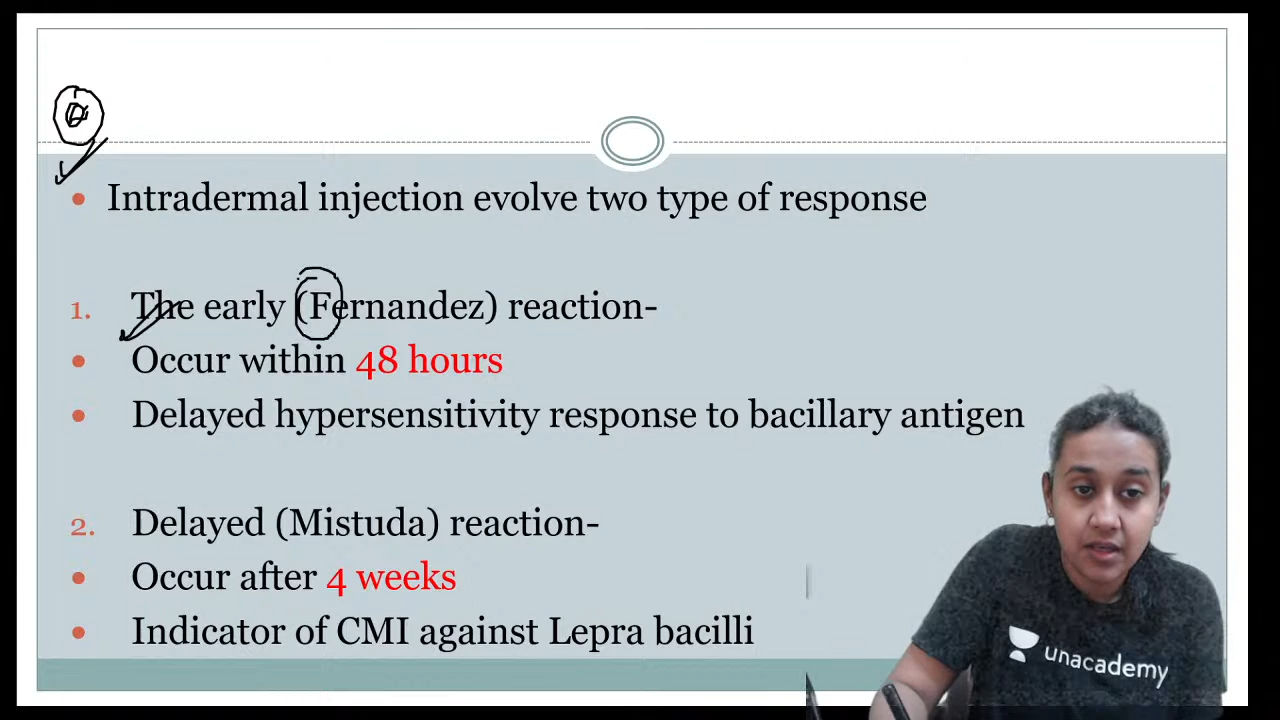 Intradermal injection evolve two type of response
1. The early (Fernandez) reaction-
Occur within 48 hours
Delayed hypersensitivity response to bacillary antigen
2. Delayed (Mistuda) reaction-
Occur after 4 weeks
Indicator of CMI against Lepra bacilli
unacademy